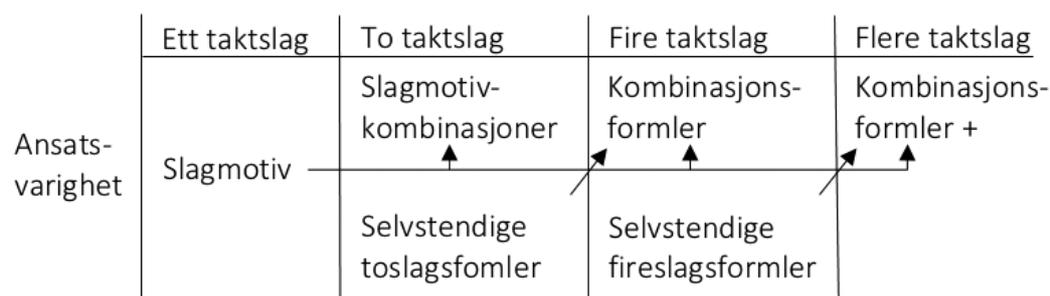 Ett taktslag To taktslag Fire taktslag Flere taktslag
Slagmotiv- Kombinasjons- Kombinasjons-
kombinasjoner formler formler +
Ansats-
varighet
Slagmotiv
Selvstendige Selvstendige
toslagsfomler fireslagsformler